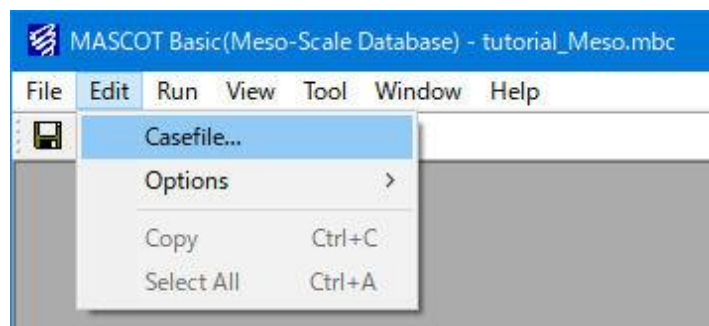 MASCOT Basic(Meso-Scale Database) - tutorial_Meso.mbc
File Edit Run View Tool Window Help
Casefile...
Options >
Copy Ctrl+C
Select All Ctrl+A